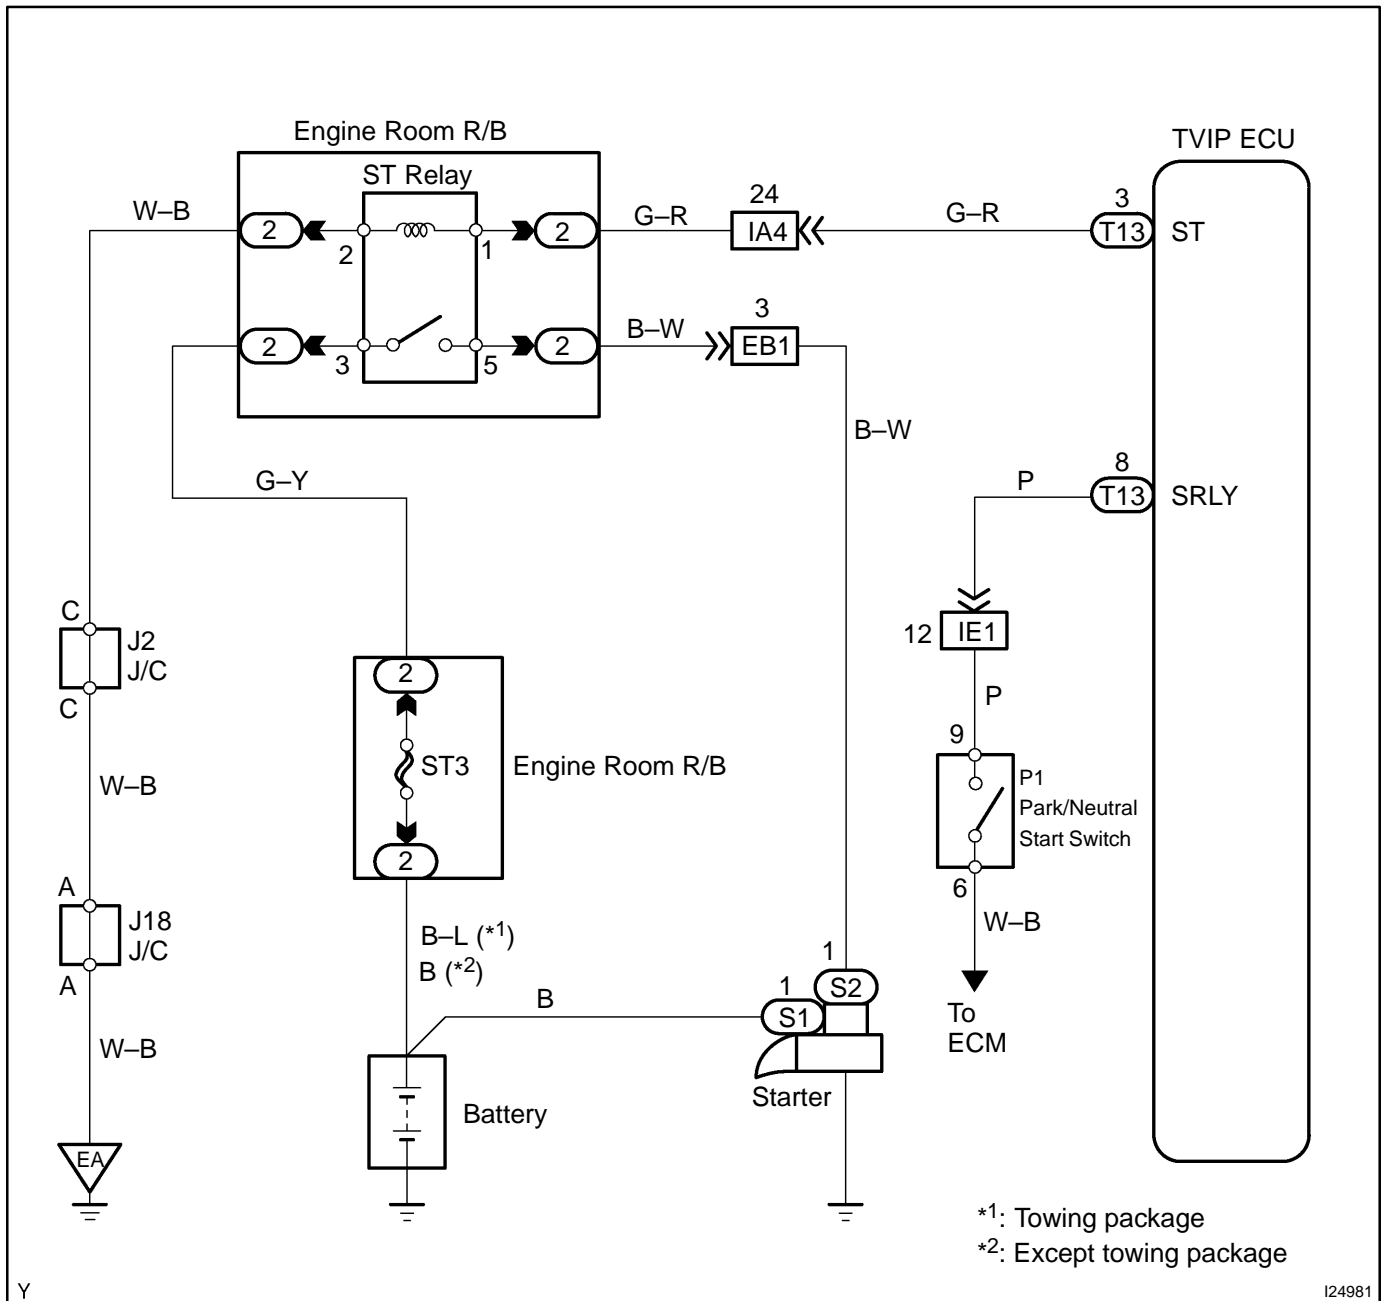 Engine Room R/B
TVIP ECU
ST Relay
24
3
W–B
2
2
G–R
IA4
G–R
T13
ST
2
1
3
2
2
B–W
EB1
3
5
B–W
G–Y
8
P
T13
SRLY
C
J2
J/C
12
IE1
C
2
P
9
ST3
Engine Room R/B
P1
Park/Neutral
Start Switch
W–B
2
6
A
J18
J/C
B–L (*1)
W–B
B (*2)
1
A
1
S2
B
S1
To
ECM
W–B
Starter
Battery
EA
*1: Towing package
*2: Except towing package
Y
I24981